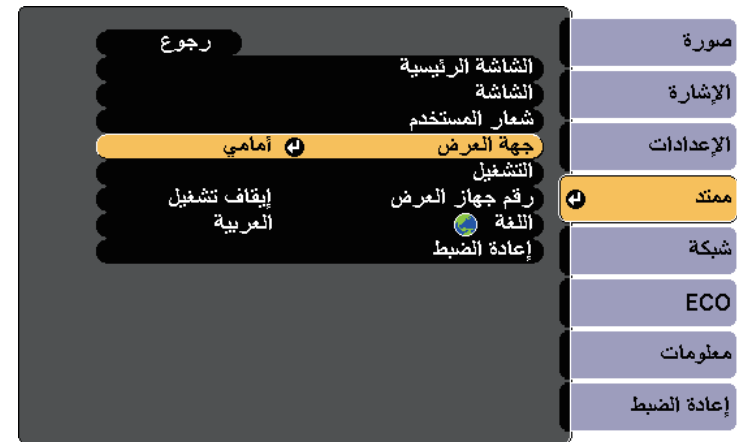 صورة
الإشارة
الإعدادات
ممتد
شبكة
ECO
معلومات
إعادة الضبط
رجوع
الشاشة الرئيسية
الشاشة
شعار المستخدم
جهة العرض أمامي
التشغيل
رقم جهاز العرض إيقاف تشغيل
اللغة العربية
إعادة الضبط